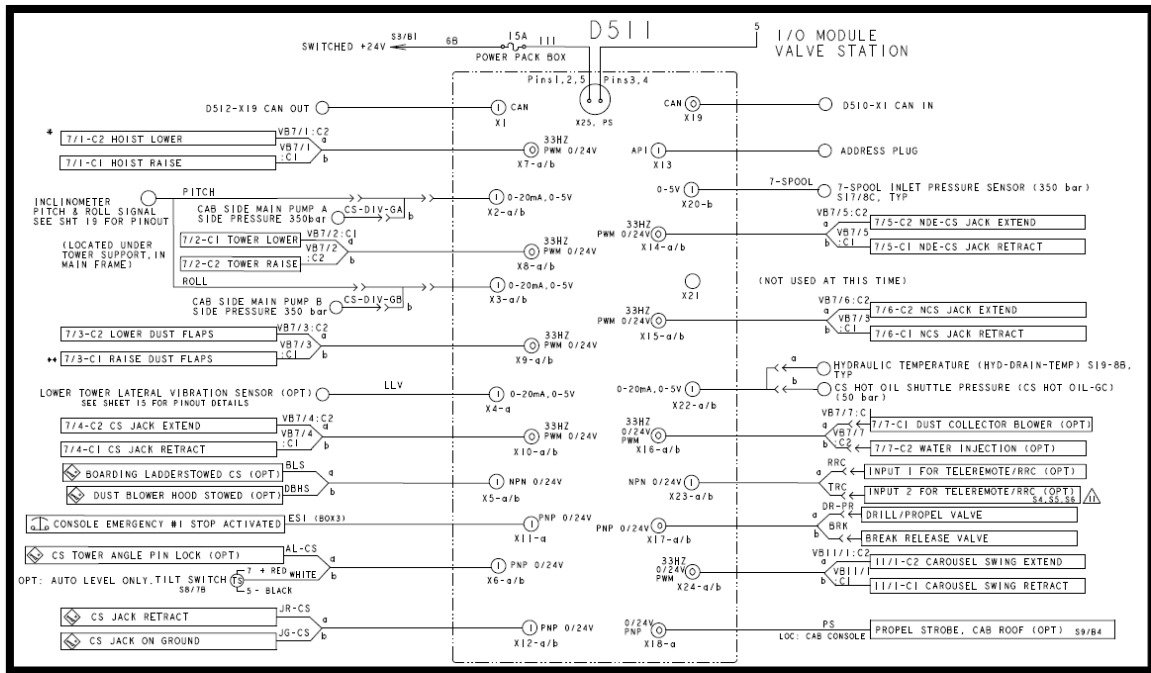 D511
5
I/O MODULE
VALVE STATION
SWITCHED +24V
S3/B1
6B
15A
111
POWER PACK BOX
Pins1,2,5
Pins3,4
X25, PS
D512-X19 CAN OUT
CAN
X1
CAN
X19
D510-X1 CAN IN
*
7/1-C2 HOIST LOWER
7/1-C1 HOIST RAISE
VB7/1:C2
a
VB7/1
:C1
b
33HZ
PWM 0/24V
X7-a/b
API
X13
ADDRESS PLUG
INCLINOMETER
PITCH & ROLL SIGNAL
SEE SHT 19 FOR PINOUT
(LOCATED UNDER
TOWER SUPPORT,IN
MAIN FRAME)
PITCH
a
0-20mA,0-5V
X2-a/b
CAB SIDE MAIN PUMP A
SIDE PRESSURE 350bar
CS-DIV-GA
b
0-5V
X20-b
7-SPOOL
7-SPOOL INLET PRESSURE SENSOR (350 bar)
S17/8C, TYP
7/2-C1 TOWER LOWER
7/2-C2 TOWER RAISE
VB7/2:C1
a
VB7/2
:C2
b
33HZ
PWM 0/24V
X8-a/b
33HZ
PWM 0/24V
X14-a/b
VB7/5:C2
a
VB7/5
:C1
b
7/5-C2 NDE-CS JACK EXTEND
7/5-C1 NDE-CS JACK RETRACT
ROLL
a
0-20mA,0-5V
X3-a/b
CAB SIDE MAIN PUMP B
SIDE PRESSURE 350 bar
CS-DIV-GB
b
X21
(NOT USED AT THIS TIME)
7/3-C2 LOWER DUST FLAPS
**
7/3-C1 RAISE DUST FLAPS
VB7/3:C2
a
VB7/3
:C1
b
33HZ
PWM 0/24V
X9-a/b
33HZ
PWM 0/24V
X15-a/b
VB7/6:C2
a
VB7/3
:C1
b
7/6-C2 NCS JACK EXTEND
7/6-C1 NCS JACK RETRACT
LOWER TOWER LATERAL VIBRATION SENSOR (OPT)
SEE SHEET 15 FOR PINOUT DETAILS
LLV
0-20mA,0-5V
X4-a
0-20mA,0-5V
X22-a/b
a
HYDRAULIC TEMPERATURE (HYD-DRAIN-TEMP) S19-8B,
TYP
b
CS HOT OIL SHUTTLE PRESSURE (CS HOT OIL-GC)
(50 bar)
7/4-C2 CS JACK EXTEND
7/4-C1 CS JACK RETRACT
VB7/4:C2
a
VB7/4
:C1
b
33HZ
PWM 0/24V
X10-a/b
33HZ
0/24V
PWM
X16-a/b
VB7/7:C1
a
VB7/7
:C2
b
7/7-C1 DUST COLLECTOR BLOWER (OPT)
7/7-C2 WATER INJECTION (OPT)
BOARDING LADDERSTOWED CS (OPT)
DUST BLOWER HOOD STOWED (OPT)
BLS
a
DBHS
b
NPN 0/24V
X5-a/b
NPN 0/24V
X23-a/b
RRC
a
TRC
b
INPUT 1 FOR TELEREMOTE/RRC (OPT)
INPUT 2 FOR TELEREMOTE/RRC (OPT)
S4,S5,S6
11
CONSOLE EMERGENCY #1 STOP ACTIVATED
ES1 (BOX3)
PNP 0/24V
X11-a
PNP 0/24V
X17-a/b
DR-PR
a
BRK
b
DRILL/PROPEL VALVE
BREAK RELEASE VALVE
CS TOWER ANGLE PIN LOCK (OPT)
AL-CS
a
OPT: AUTO LEVEL ONLY.TILT SWITCH
S8/7B
TS
7 + RED
WHITE
5 - BLACK
b
PNP 0/24V
X6-a/b
33HZ
0/24V
PWM
X24-a/b
VB11/1:C2
a
VB11/1
:C1
b
11/1-C2 CAROUSEL SWING EXTEND
11/1-C1 CAROUSEL SWING RETRACT
CS JACK RETRACT
CS JACK ON GROUND
JR-CS
a
JG-CS
b
PNP 0/24V
X12-a/b
0/24V
PNP
X18-a
PS
LOC: CAB CONSOLE
PROPEL STROBE, CAB ROOF (OPT) S9/B4